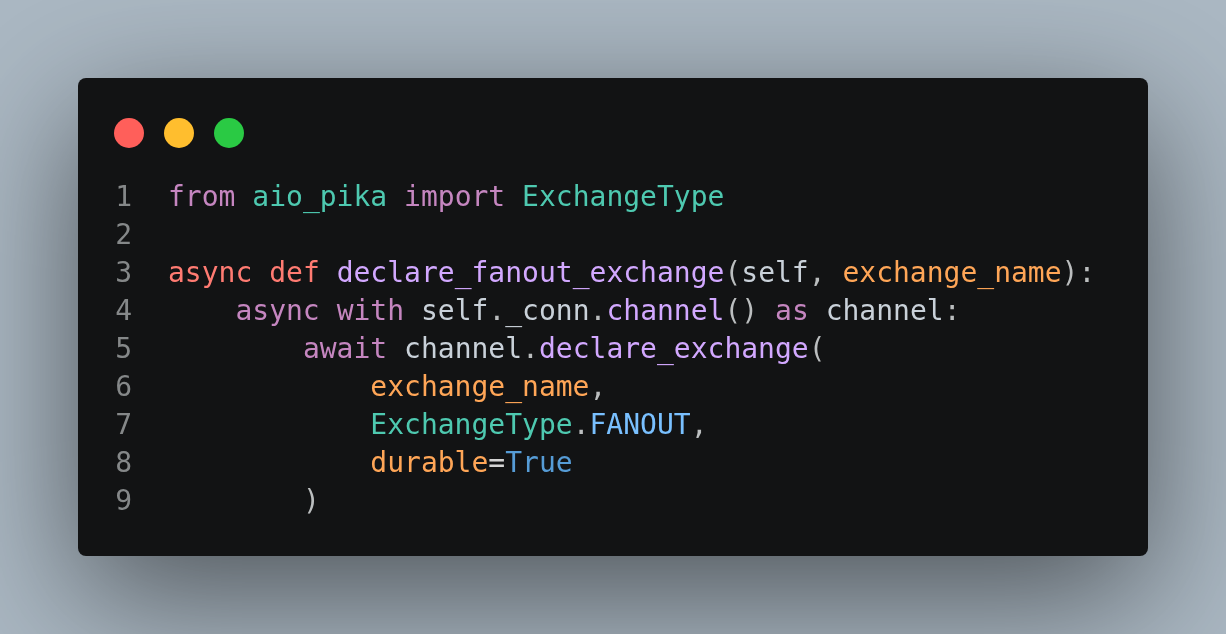 1 from aio_pika import ExchangeType
2
3 async def declare_fanout_exchange(self, exchange_name):
4     async with self._conn.channel() as channel:
5         await channel.declare_exchange(
6             exchange_name,
7             ExchangeType.FANOUT,
8             durable=True
9         )